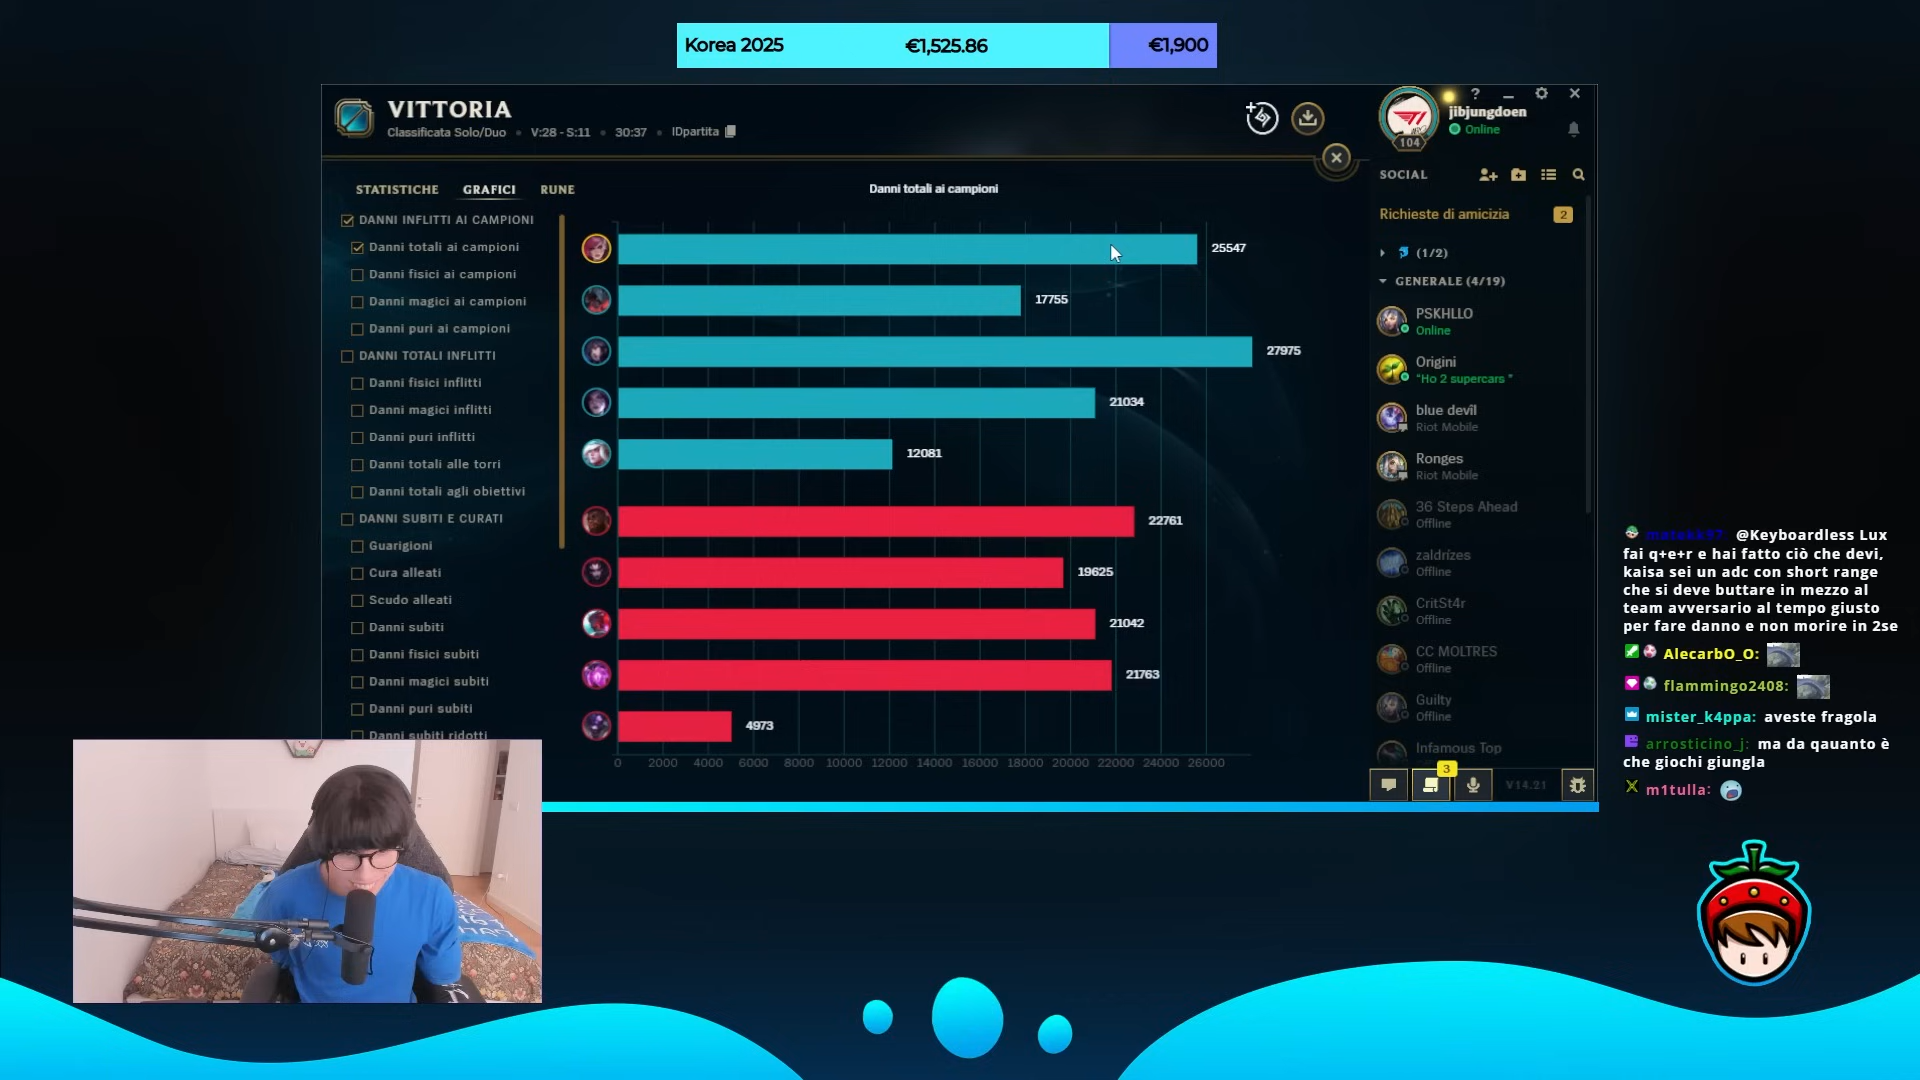 Korea 2025 €1,525.86 €1,900
VITTORIA
Classificata Solo/Duo • V:28 - S:11 • 30:37 • IDpartita
?
jibjungdoen
Online
104
STATISTICHE GRAFICI RUNE
Danni totali ai campioni
DANNI INFLITTI AI CAMPIONI
Danni totali ai campioni
Danni fisici ai campioni
Danni magici ai campioni
Danni puri ai campioni
DANNI TOTALI INFLITTI
Danni fisici inflitti
Danni magici inflitti
Danni puri inflitti
Danni totali alle torri
Danni totali agli obiettivi
DANNI SUBITI E CURATI
Guarigioni
Cura alleati
Scudo alleati
Danni subiti
Danni fisici subiti
Danni magici subiti
Danni puri subiti
Danni subiti ridotti
25547
17755
27975
21034
12081
22761
19625
21042
21763
4973
0 2000 4000 6000 8000 10000 12000 14000 16000 18000 20000 22000 24000 26000
SOCIAL
Richieste di amicizia 2
(1/2)
GENERALE (4/19)
PSKHLLO
Online
Origini
"Ho 2 supercars "
blue devil
Riot Mobile
Ronges
Riot Mobile
36 Steps Ahead
Offline
zaldrízes
Offline
CritSt4r
Offline
CC MOLTRES
Offline
Guilty
Offline
Infamous Top
3
V14.21
@Keyboardless Lux
fai q+e+r e hai fatto ciò che devi,
kaisa sei un adc con short range
che si deve buttare in mezzo al
team avversario al tempo giusto
per fare danno e non morire in 2se
AlecarbO_O:
flammingo2408:
mister_k4ppa: aveste fragola
arrosticino_j: ma da qauanto è
che giochi giungla
m1tulla: